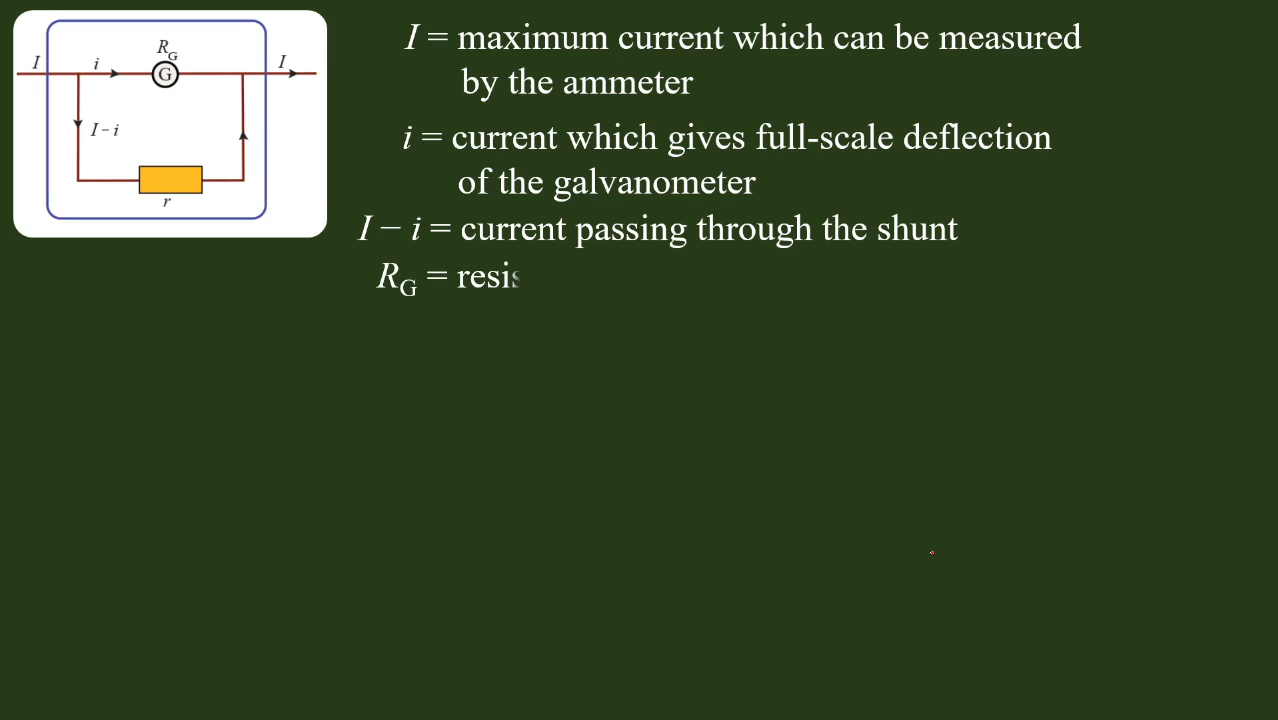 I = maximum current which can be measured
by the ammeter
i = current which gives full-scale deflection
of the galvanometer
I − i = current passing through the shunt
R_G = resis
R_G
I i G I
I − i
r